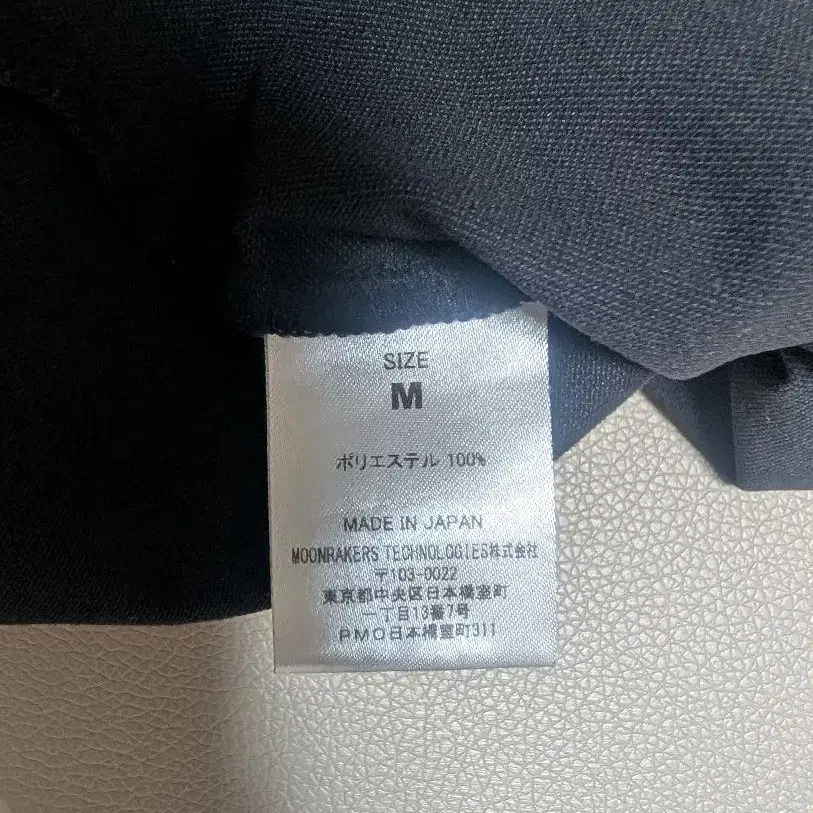 SIZE
M
ポリエステル 100%
MADE IN JAPAN
MOONRAKERS TECHNOLOGIES株式会社
〒103-0022
東京都中央区日本橋室町
一丁目13番7号
PMO日本橋室町311